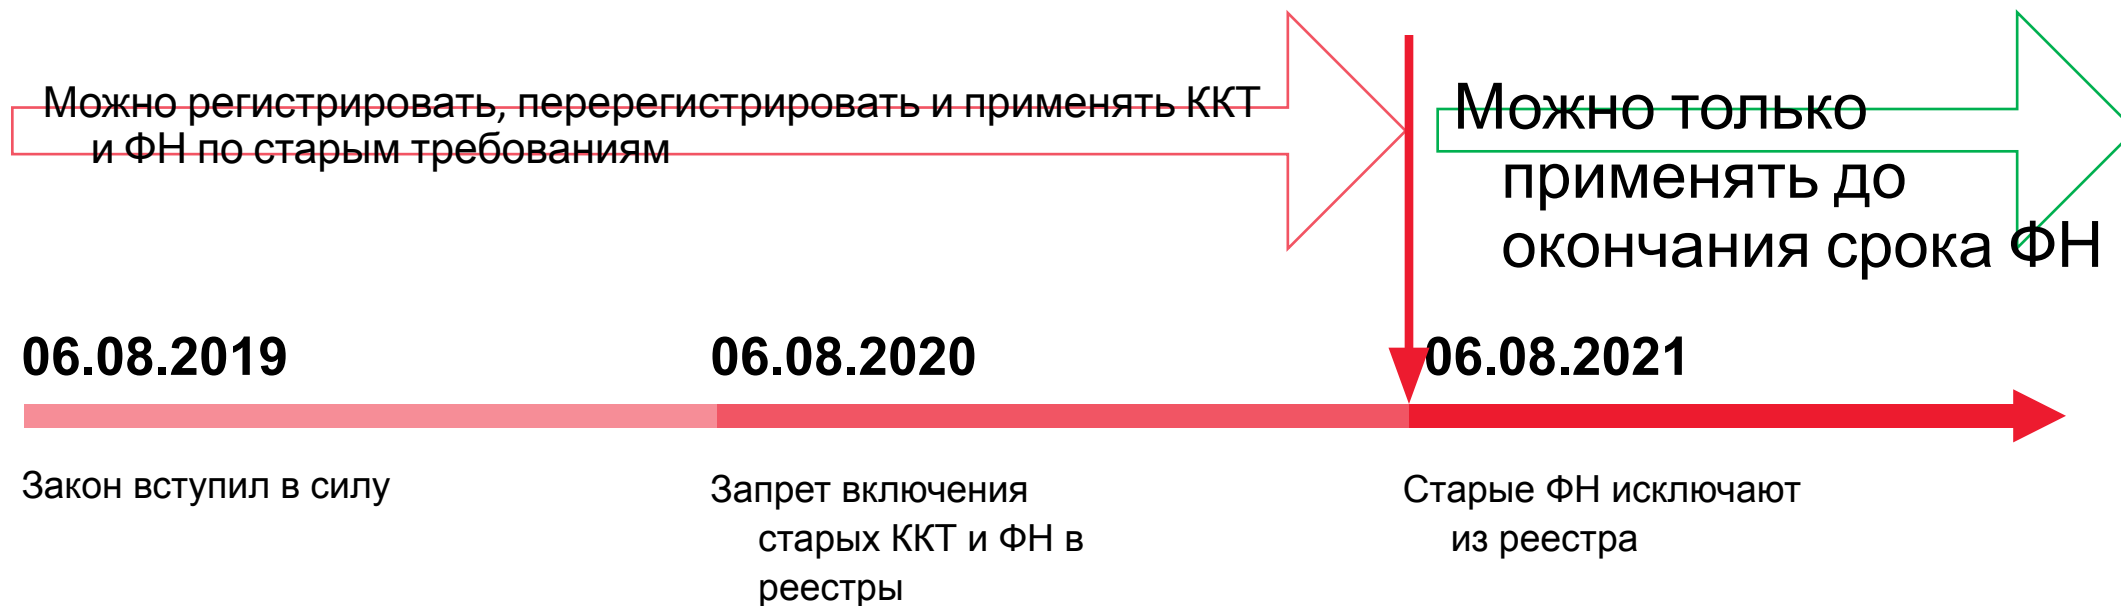 Можно регистрировать, перерегистрировать и применять ККТ
и ФН по старым требованиям
Можно только
применять до
окончания срока ФН
06.08.2019
06.08.2020
06.08.2021
Закон вступил в силу
Запрет включения
старых ККТ и ФН в
реестры
Старые ФН исключают
из реестра